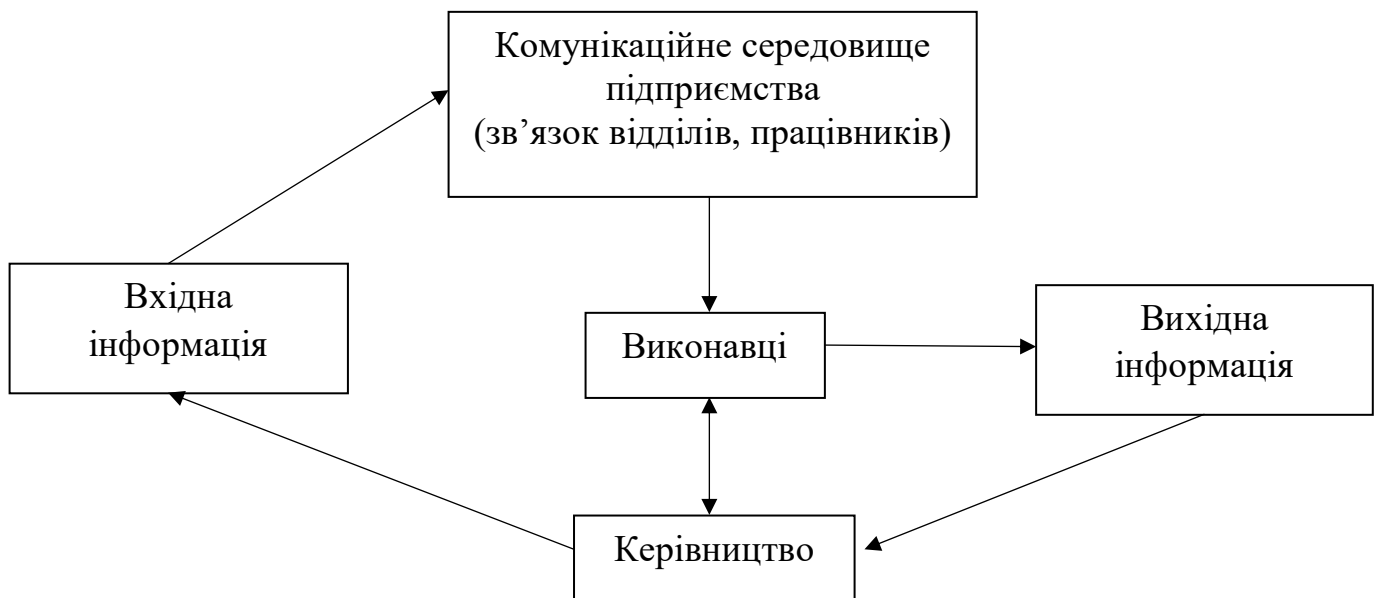 Комунікаційне середовище
підприємства
(зв’язок відділів, працівників)
Вхідна
інформація
Виконавці
Вихідна
інформація
Керівництво